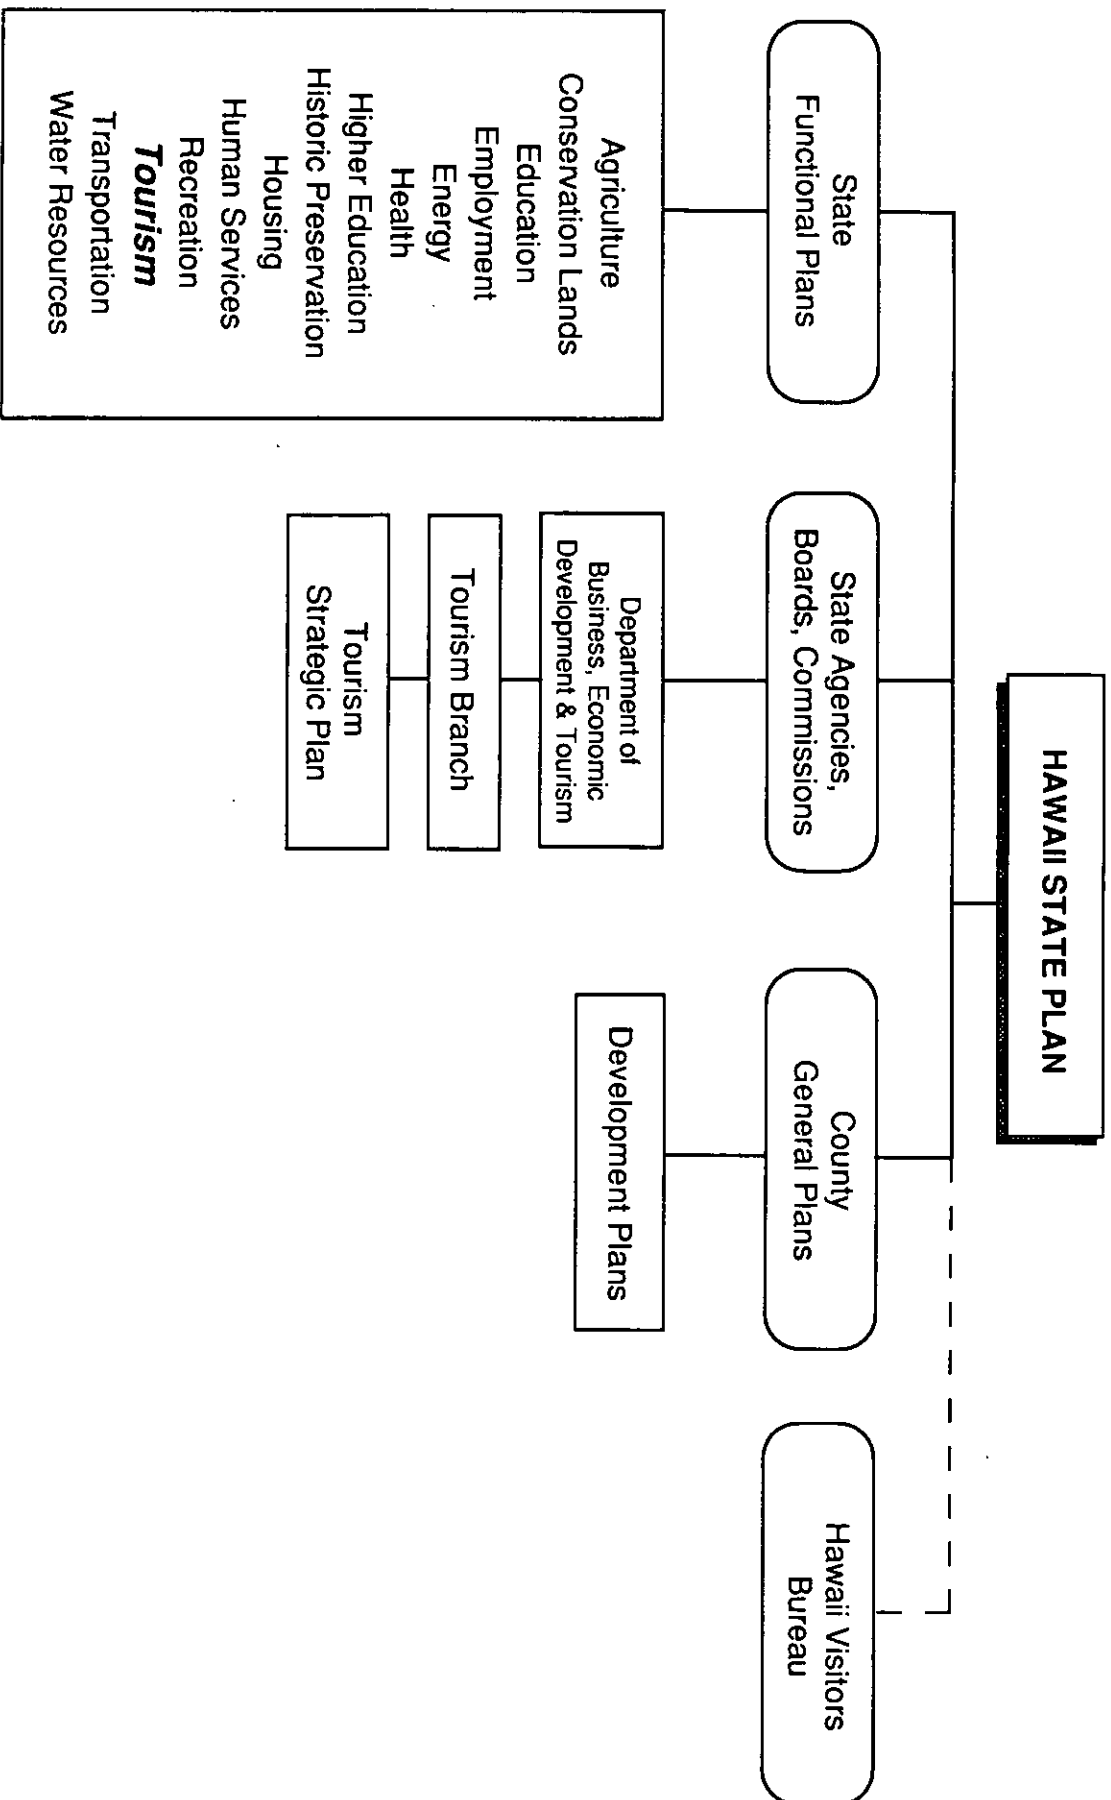 HAWAII STATE PLAN
State
Functional Plans
State Agencies,
Boards, Commissions
County
General Plans
Hawaii Visitors
Bureau
Agriculture
Conservation Lands
Education
Employment
Energy
Health
Higher Education
Historic Preservation
Housing
Human Services
Recreation
Tourism
Transportation
Water Resources
Department of
Business, Economic
Development & Tourism
Tourism Branch
Tourism
Strategic Plan
Development Plans